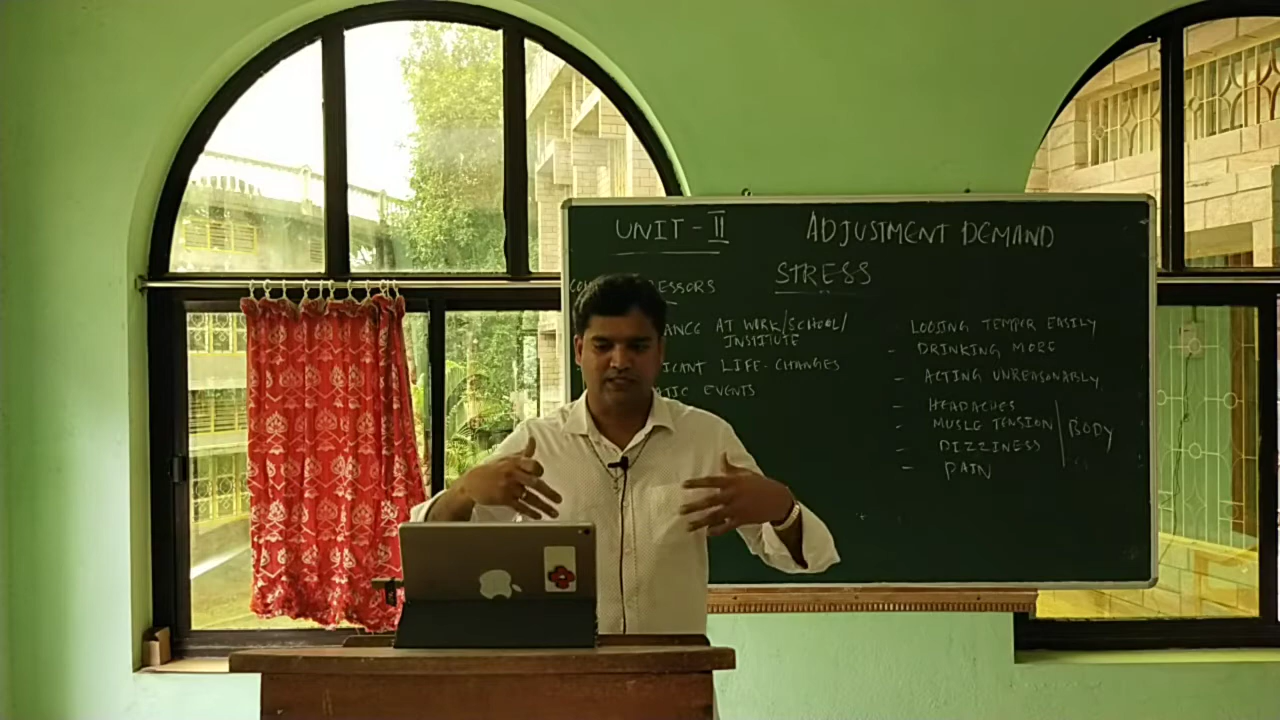 UNIT - II
ADJUSTMENT DEMAND
STRESS
ESSORS
ANCE AT WORK/SCHOOL/
INSTITUTE
ICANT LIFE-CHANGES
TIC EVENTS
- LOOSING TEMPER EASILY
- DRINKING MORE
- ACTING UNREASONABLY
- HEADACHES
- MUSLE TENSION
- DIZZINESS
- PAIN
BODY